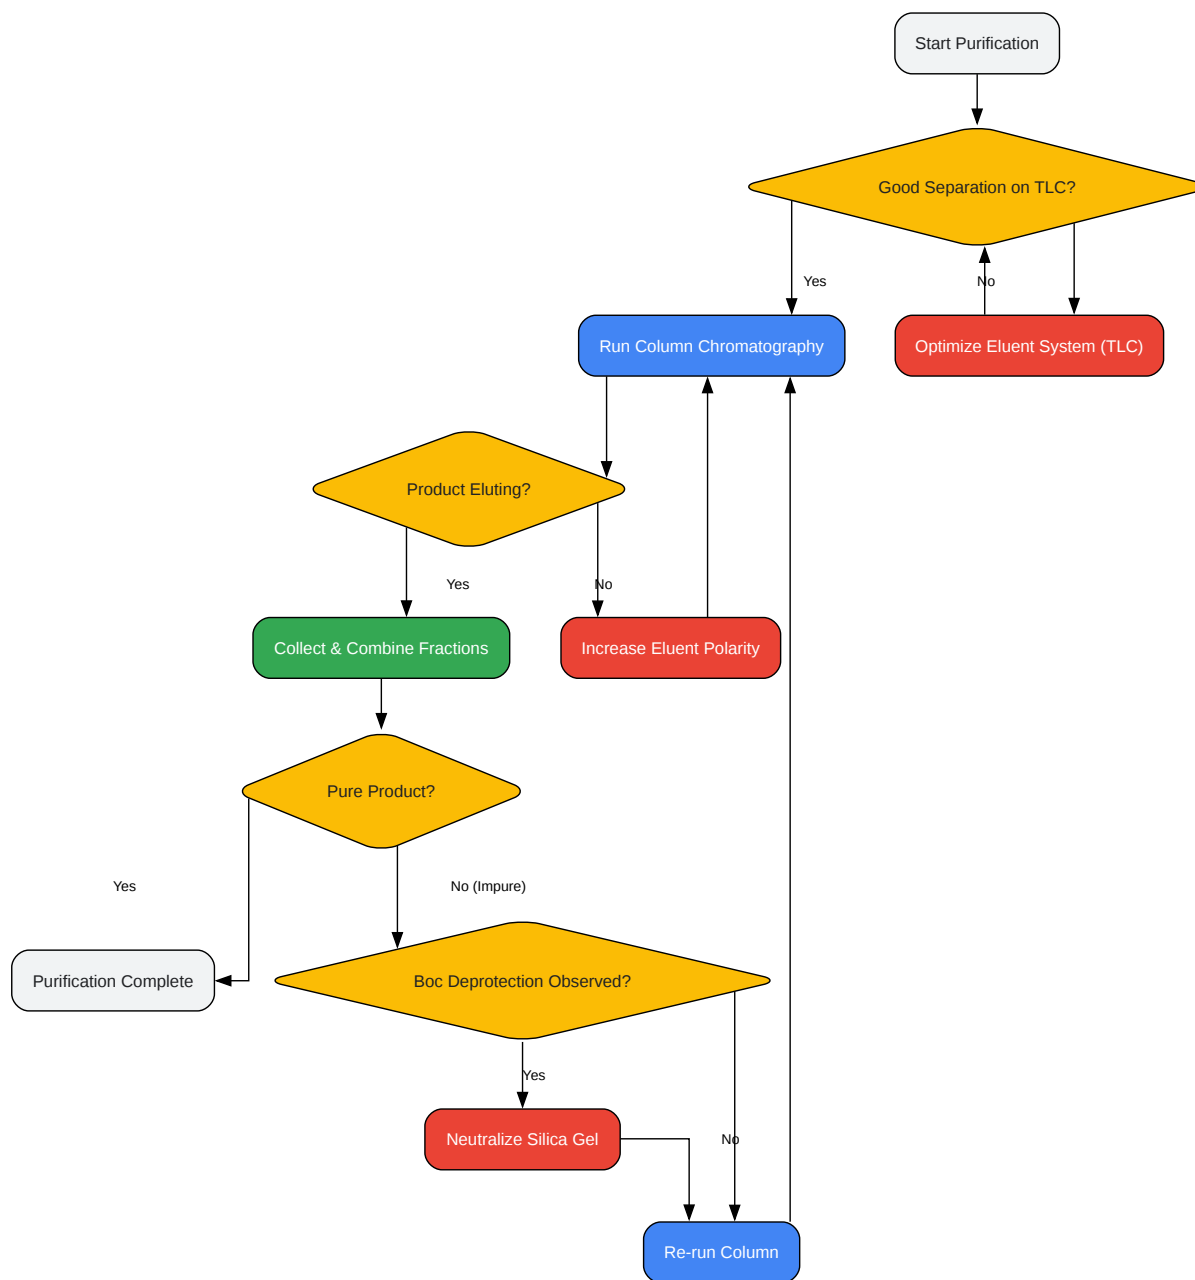 Start Purification
Good Separation on TLC?
Yes
No
Run Column Chromatography
Optimize Eluent System (TLC)
Product Eluting?
Yes
No
Collect & Combine Fractions
Increase Eluent Polarity
Pure Product?
Yes
No (Impure)
Purification Complete
Boc Deprotection Observed?
Yes
Neutralize Silica Gel
No
Re-run Column